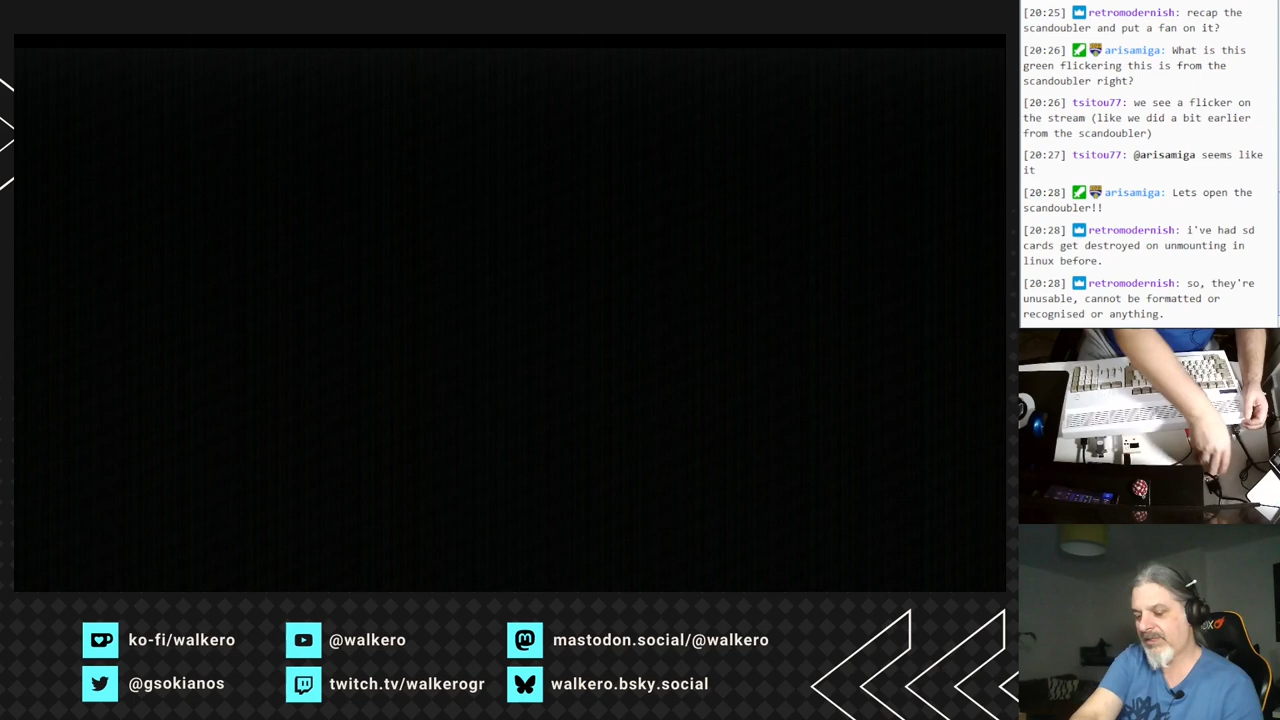 [20:25] retromodernish: recap the
scandoubler and put a fan on it?
[20:26] arisamiga: What is this
green flickering this is from the
scandoubler right?
[20:26] tsitou77: we see a flicker on
the stream (like we did a bit earlier
from the scandoubler)
[20:27] tsitou77: @arisamiga seems like
it
[20:28] arisamiga: Lets open the
scandoubler!!
[20:28] retromodernish: i've had sd
cards get destroyed on unmounting in
linux before.
[20:28] retromodernish: so, they're
unusable, cannot be formatted or
recognised or anything.
ko-fi/walkero
@walkero
mastodon.social/@walkero
@gsokianos
twitch.tv/walkerogr
walkero.bsky.social